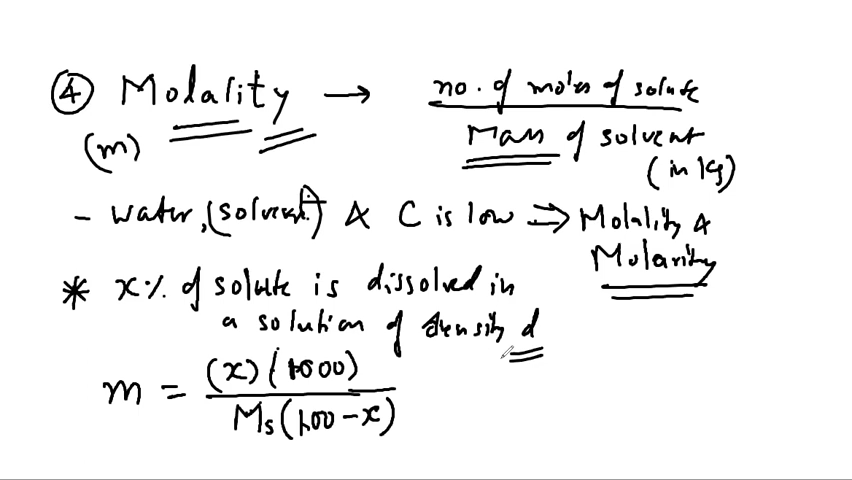 ④ Molality → no. of moles of solute
(m) Mass of solvent
(in kg)
- water, (solvent) & C is low ⇒ Molality &
Molarity
* x% of solute is dissolved in
a solution of density d
m = (x)(1000)
Ms(100-x)